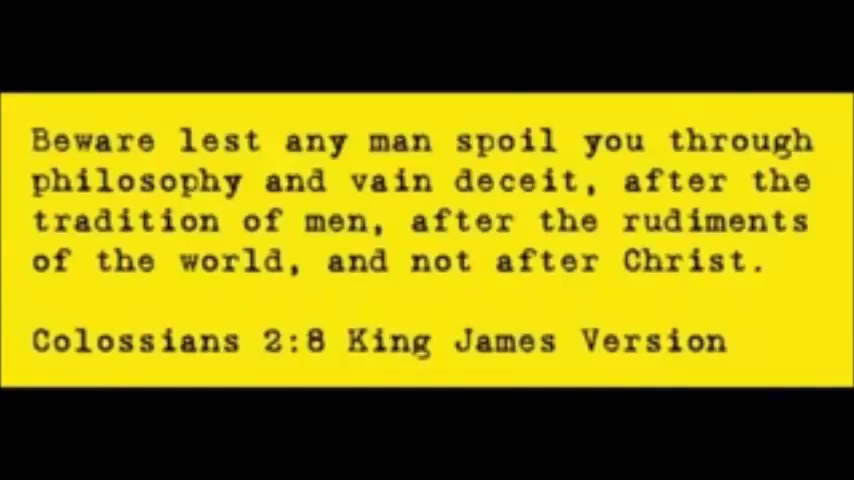 Beware lest any man spoil you through
philosophy and vain deceit, after the
tradition of men, after the rudiments
of the world, and not after Christ.
Colossians 2:8 King James Version